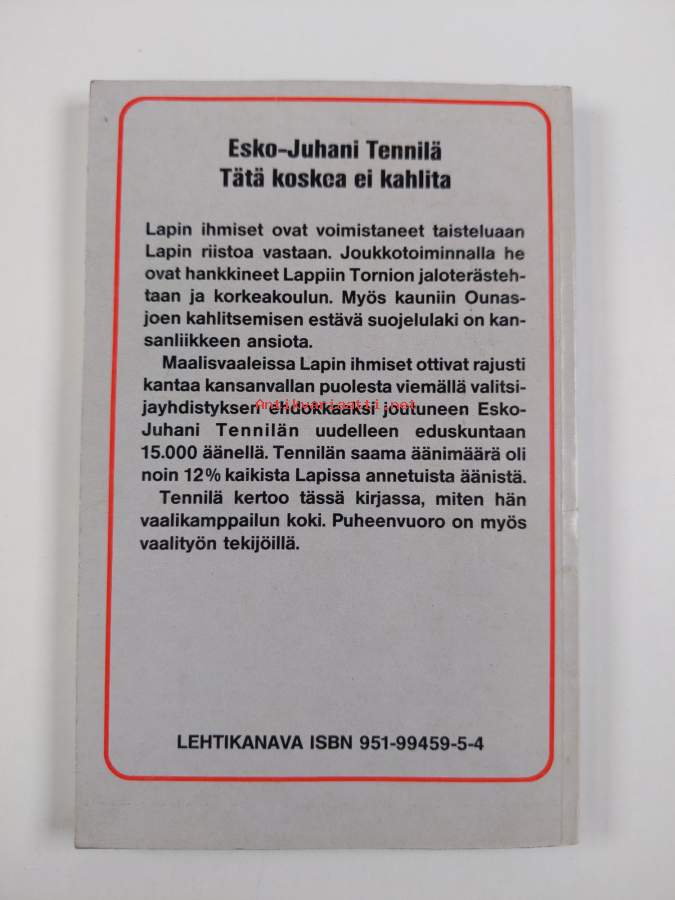 Esko-Juhani Tennilä
Tätä koskea ei kahlita
Lapin ihmiset ovat voimistaneet taisteluaan
Lapin riistoa vastaan. Joukkotoiminnalla he
ovat hankkineet Lappiin Tornion jaloterästeh-
taan ja korkeakoulun. Myös kauniin Ounas-
joen kahlitsemisen estävä suojelulaki on kan-
sanliikkeen ansiota.
Maalisvaaleissa Lapin ihmiset ottivat rajusti
kantaa kansanvallan puolesta viemällä valitsi-
jayhdistyksen ehdokkaaksi joutuneen Esko-
Antikvariaatti.net
Juhani Tennilän uudelleen eduskuntaan
15.000 äänellä. Tennilän saama äänimäärä oli
noin 12% kaikista Lapissa annetuista äänistä.
Tennilä kertoo tässä kirjassa, miten hän
vaalikamppailun koki. Puheenvuoro on myös
vaalityön tekijöillä.
LEHTIKANAVA ISBN 951-99459-5-4